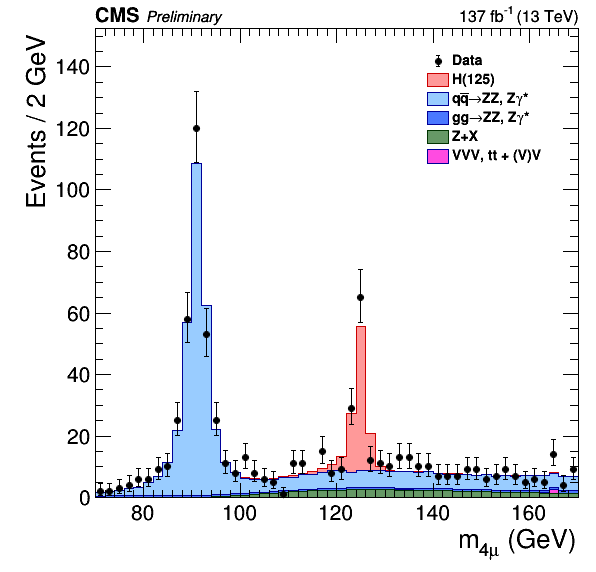 CMS Preliminary 137 fb⁻¹ (13 TeV)
Events / 2 GeV
140
120
100
80
60
40
20
0
Data
H(125)
qq̅→ZZ, Zγ*
gg→ZZ, Zγ*
Z+X
VVV, tt + (V)V
80 100 120 140 160
m₄μ (GeV)